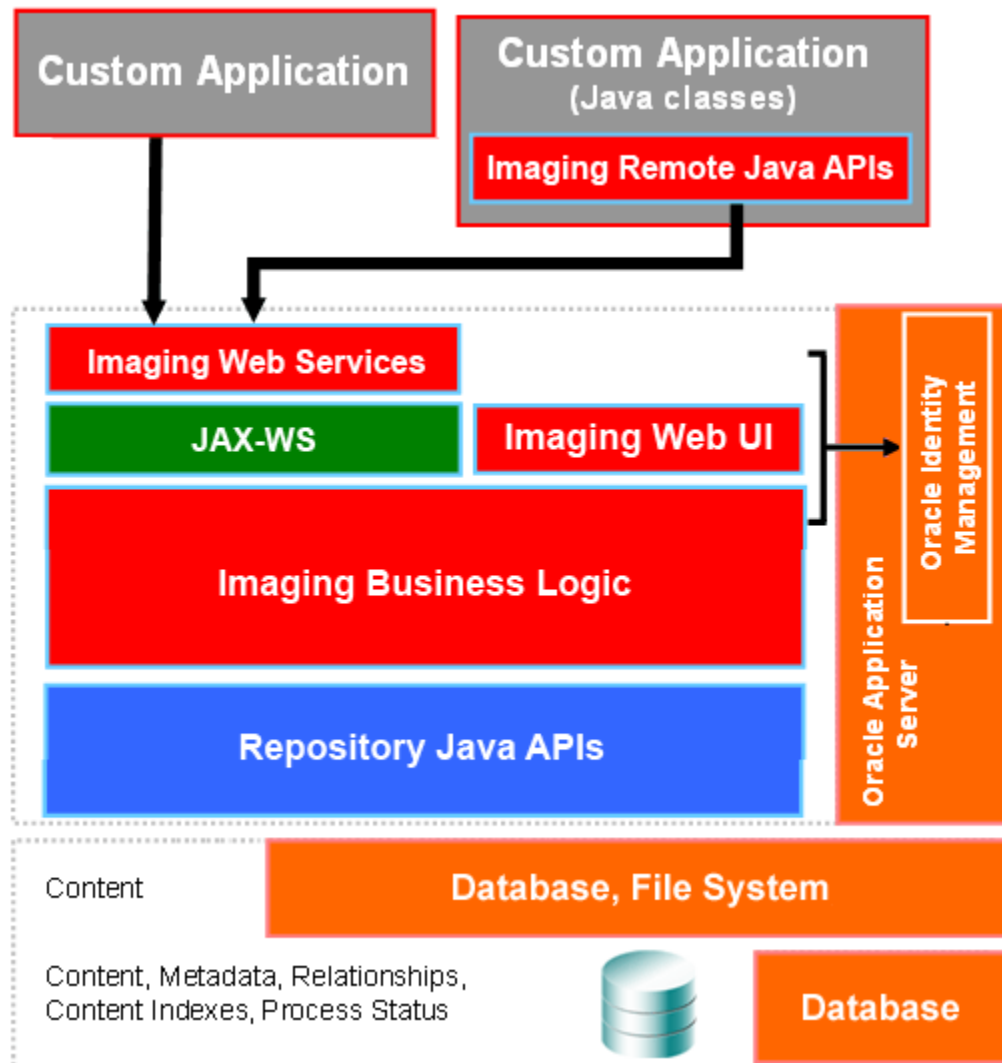 Custom Application
Custom Application
(Java classes)
Imaging Remote Java APIs
Imaging Web Services
JAX-WS
Imaging Web UI
Imaging Business Logic
Repository Java APIs
Oracle Identity
Management
Oracle Application
Server
Content
Database, File System
Content, Metadata, Relationships,
Content Indexes, Process Status
Database